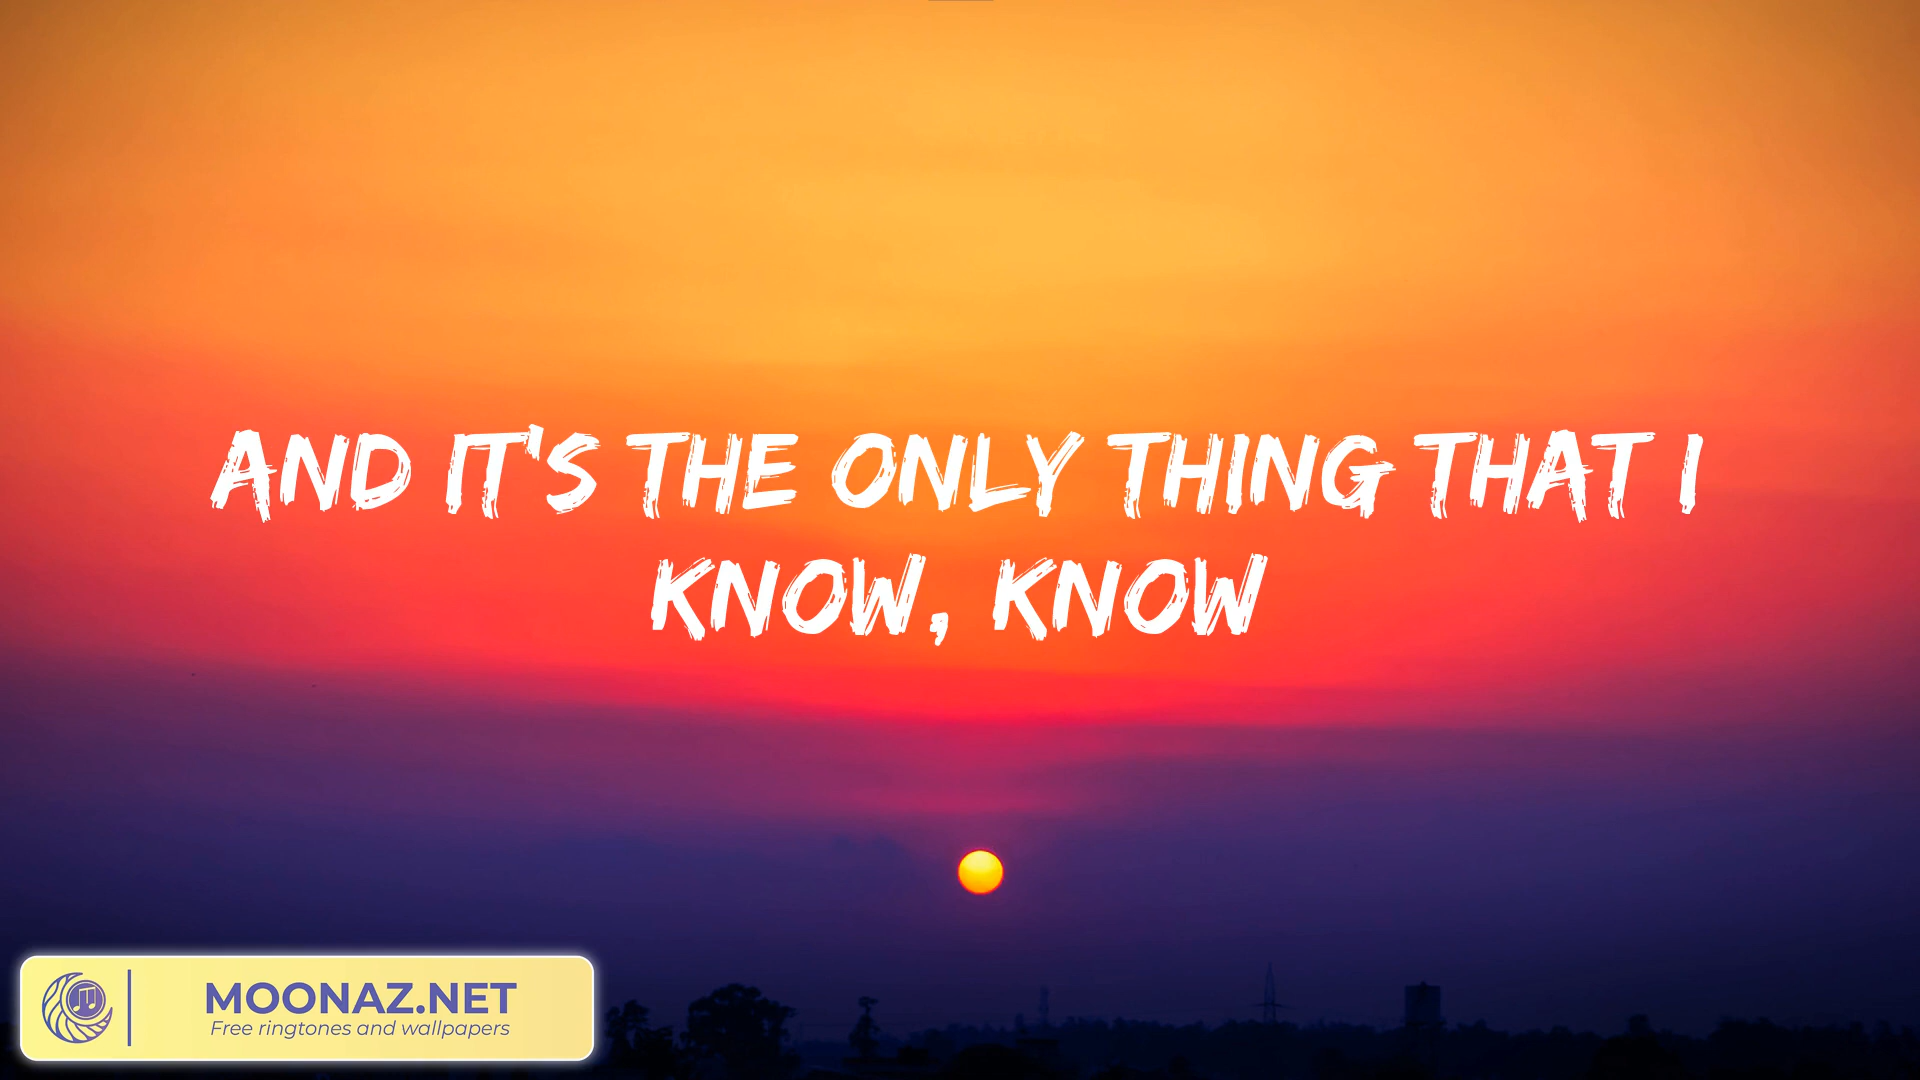 AND IT'S THE ONLY THING THAT I
KNOW, KNOW
MOONAZ.NET
Free ringtones and wallpapers